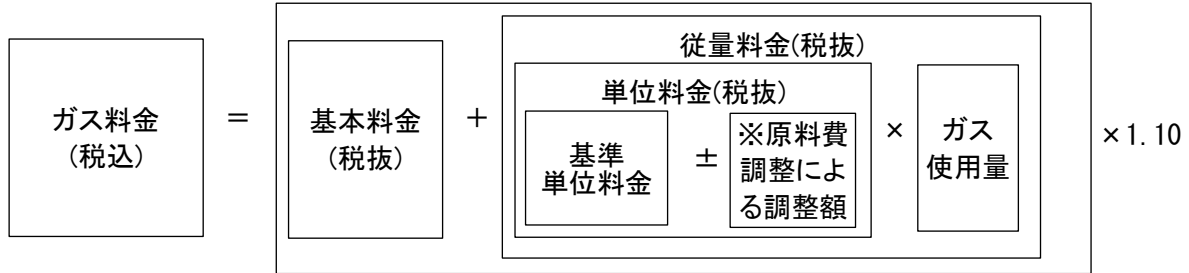 ガス料金
(税込)
=
基本料金
(税抜)
+
従量料金(税抜)
単位料金(税抜)
基準
単位料金
±
※原料費
調整によ
る調整額
×
ガス
使用量
×1.10